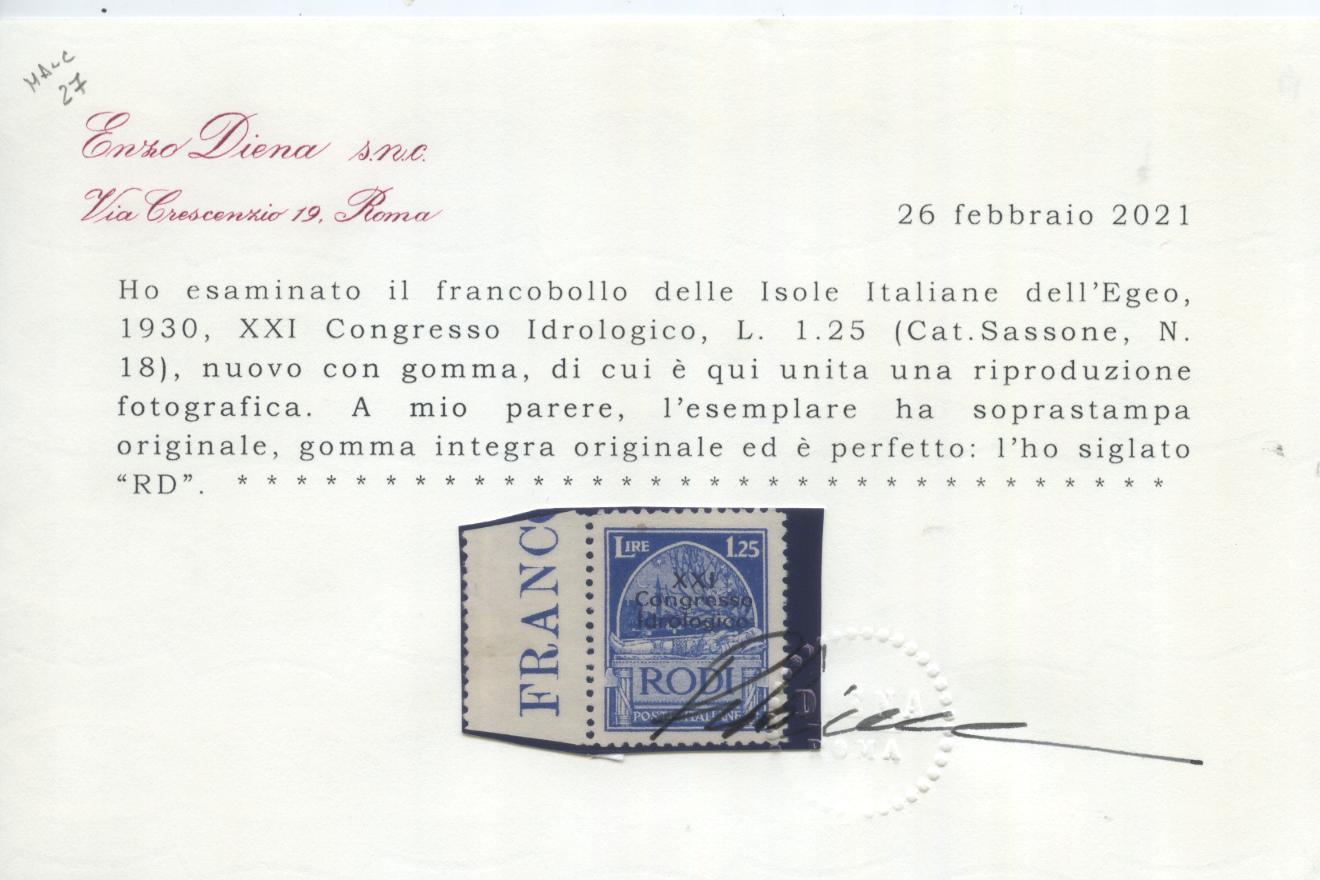 27
Enzo Diena s.n.c.
Via Crescenzio 19, Roma
26 febbraio 2021
Ho esaminato il francobollo delle Isole Italiane dell'Egeo,
1930, XXI Congresso Idrologico, L. 1.25 (Cat.Sassone, N.
18), nuovo con gomma, di cui è qui unita una riproduzione
fotografica. A mio parere, l'esemplare ha soprastampa
originale, gomma integra originale ed è perfetto: l'ho siglato
“RD”. * * * * * * * * * * * * * * * * * * * * * * * * * * * * * * * *
FRANC
LIRE 1.25
XXI
Congresso
Idrologico
RODI
POSTE ITALIANE
DIENA
ROMA